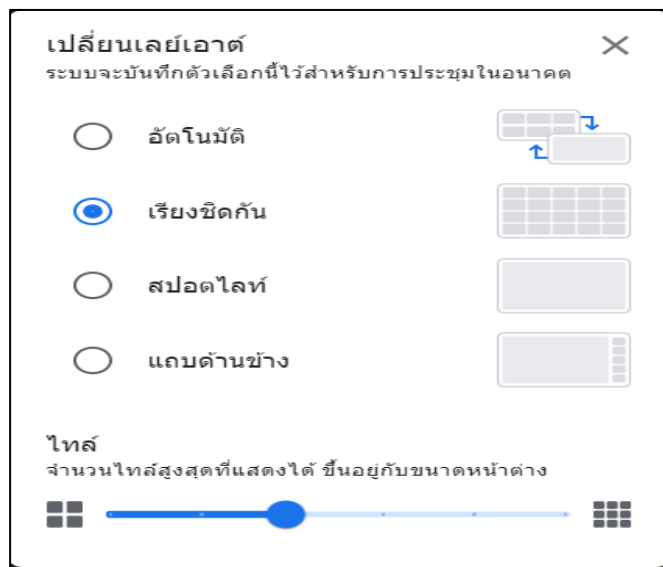 เปลี่ยนเลย์เอาต์
ระบบจะบันทึกตัวเลือกนี้ไว้สำหรับการประชุมในอนาคต
อัตโนมัติ
เรียงชิดกัน
สปอตไลท์
แถบด้านข้าง
ไทล์
จำนวนไทล์สูงสุดที่แสดงได้ ขึ้นอยู่กับขนาดหน้าต่าง